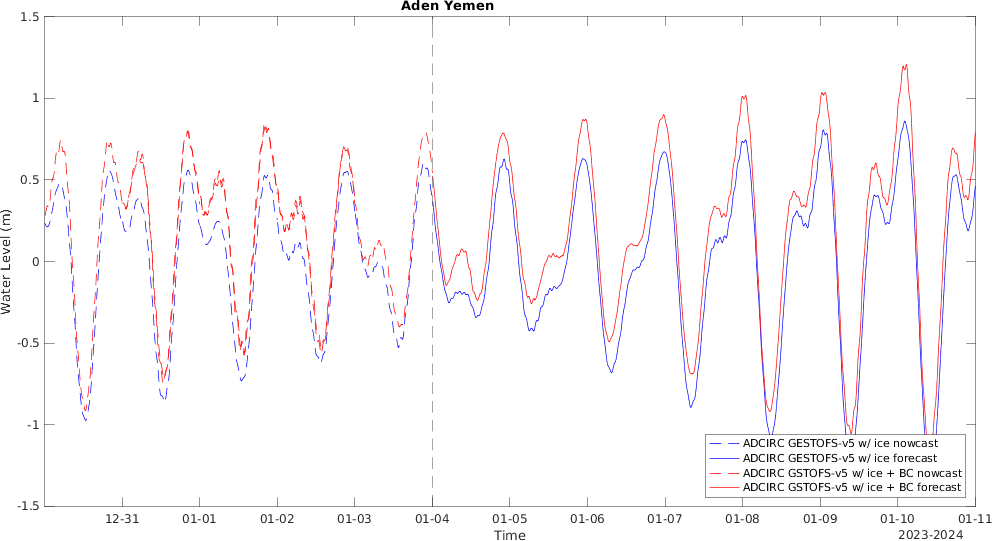 Aden Yemen
1.5
1
0.5
0
-0.5
-1
-1.5
Water Level (m)
ADCIRC GESTOFS-v5 w/ ice nowcast
ADCIRC GESTOFS-v5 w/ ice forecast
ADCIRC GSTOFS-v5 w/ ice + BC nowcast
ADCIRC GSTOFS-v5 w/ ice + BC forecast
12-31 01-01 01-02 01-03 01-04 01-05 01-06 01-07 01-08 01-09 01-10 01-11
Time
2023-2024